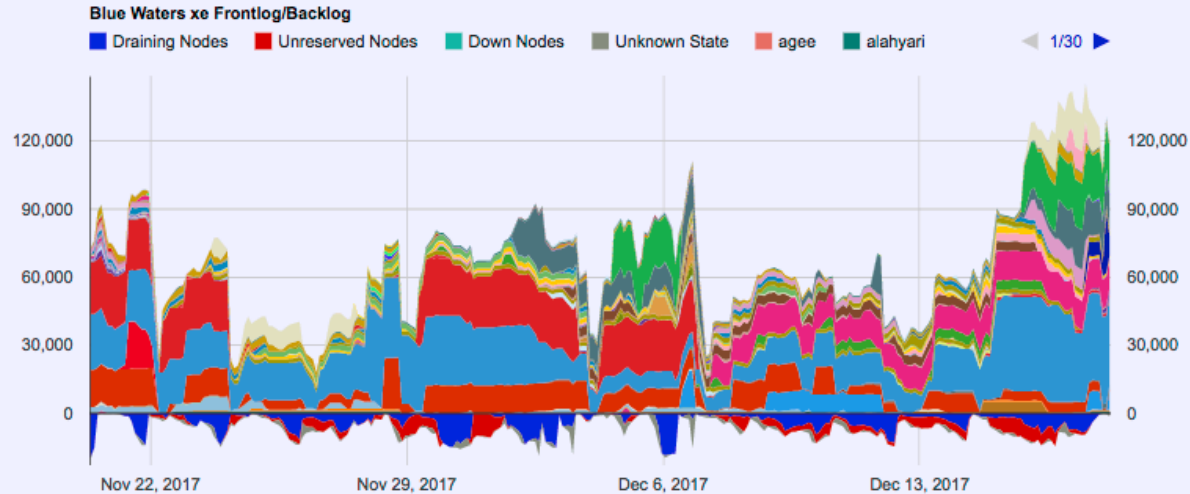 Blue Waters xe Frontlog/Backlog
Draining Nodes Unreserved Nodes Down Nodes Unknown State agee alahyari 1/30
120,000 120,000
90,000 90,000
60,000 60,000
30,000 30,000
0 0
Nov 22, 2017 Nov 29, 2017 Dec 6, 2017 Dec 13, 2017